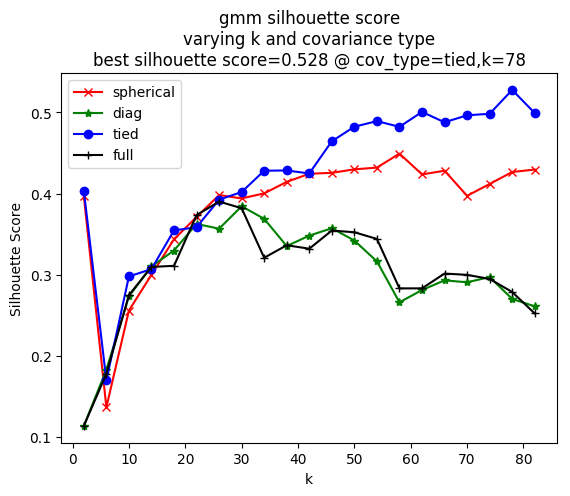 gmm silhouette score
varying k and covariance type
best silhouette score=0.528 @ cov_type=tied,k=78
spherical
diag
tied
full
Silhouette Score
0.5
0.4
0.3
0.2
0.1
0 10 20 30 40 50 60 70 80
k